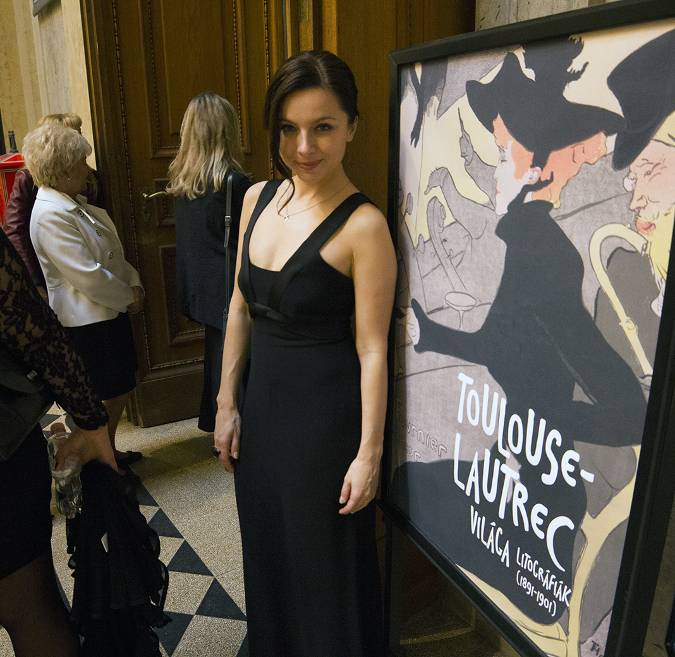 TOULOUSE-
LAUTREC
VILÁGA
LITOGRÁFIÁK
(1891-1901)